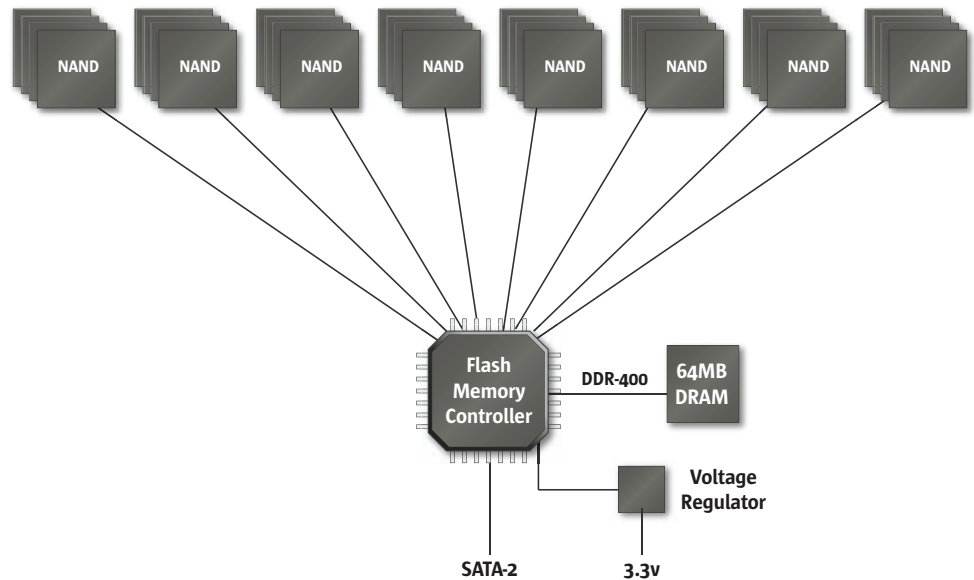 NAND
NAND
NAND
NAND
NAND
NAND
NAND
NAND
Flash
Memory
Controller
DDR-400
64MB
DRAM
Voltage
Regulator
SATA-2
3.3v